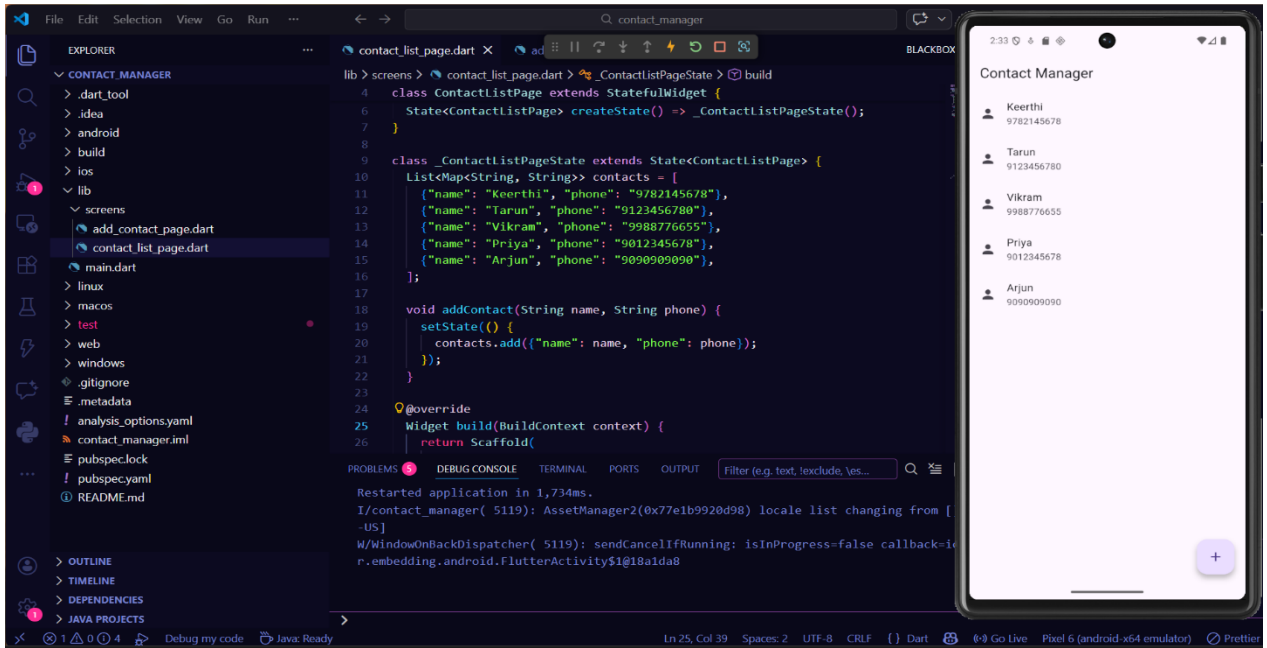 File Edit Selection View Go Run ··· contact_manager
EXPLORER ···
CONTACT_MANAGER
.dart_tool
.idea
android
build
ios
lib
screens
add_contact_page.dart
contact_list_page.dart
main.dart
linux
macos
test
web
windows
.gitignore
.metadata
analysis_options.yaml
contact_manager.iml
pubspec.lock
pubspec.yaml
README.md
OUTLINE
TIMELINE
DEPENDENCIES
JAVA PROJECTS
1
1
contact_list_page.dart ad BLACKBOX
lib > screens > contact_list_page.dart > _ContactListPageState > build
4 class ContactListPage extends StatefulWidget {
6 State<ContactListPage> createState() => _ContactListPageState();
7 }
8
9 class _ContactListPageState extends State<ContactListPage> {
10 List<Map<String, String>> contacts = [
11 {"name": "Keerthi", "phone": "9782145678"},
12 {"name": "Tarun", "phone": "9123456780"},
13 {"name": "Vikram", "phone": "9988776655"},
14 {"name": "Priya", "phone": "9012345678"},
15 {"name": "Arjun", "phone": "9090909090"},
16 ];
17
18 void addContact(String name, String phone) {
19 setState(() {
20 contacts.add({"name": name, "phone": phone});
21 });
22 }
23
24 @override
25 Widget build(BuildContext context) {
26 return Scaffold(
PROBLEMS 5 DEBUG CONSOLE TERMINAL PORTS OUTPUT Filter (e.g. text, !exclude, \es...
Restarted application in 1,734ms.
I/contact_manager( 5119): AssetManager2(0x77e1b9920d98) locale list changing from [
-US]
W/WindowOnBackDispatcher( 5119): sendCancelIfRunning: isInProgress=false callback=i
r.embedding.android.FlutterActivity$1@18a1da8
>
1 0 4 Debug my code Java: Ready Ln 25, Col 39 Spaces: 2 UTF-8 CRLF { } Dart Go Live Pixel 6 (android-x64 emulator) Prettier
2:33
Contact Manager
Keerthi
9782145678
Tarun
9123456780
Vikram
9988776655
Priya
9012345678
Arjun
9090909090
+